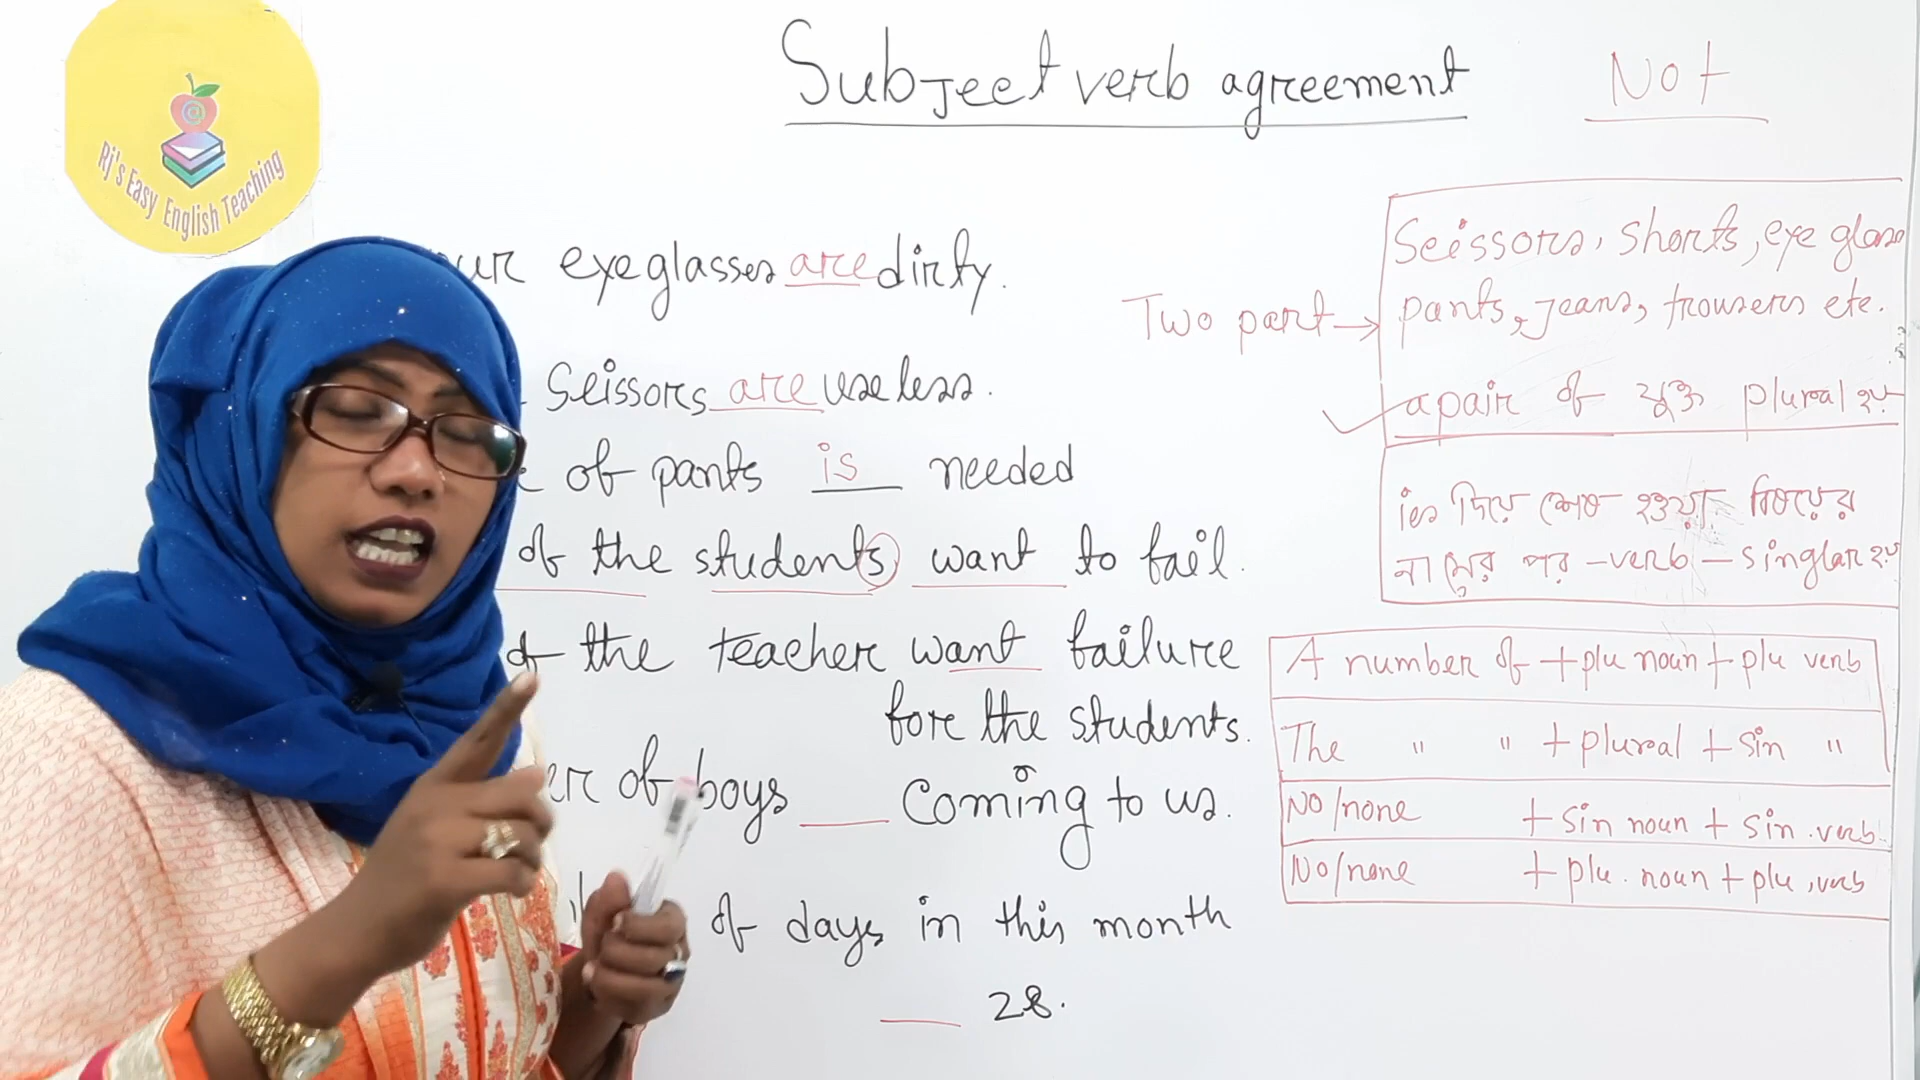 Subject verb agreement
Not
Rj's Easy English Teaching
eyeglasses are dirty.
Scissors are useless.
of pants is needed
of the students want to fail.
the teacher want failure
for the students.
of boys ___ Coming to us.
of days in this month
___ 28.
Two part →
Scissors, shorts, eye glass
pants, jeans, trousers etc.
a pair of যুক্ত plural হয়
ies দিয়ে শেষ হওয়া বিষয়ের
নামের পর - verb - singlar হয়
A number of + plu noun + plu verb
The " " + plural + sin "
No/none + sin noun + sin. verb
No/none + plu. noun + plu. verb